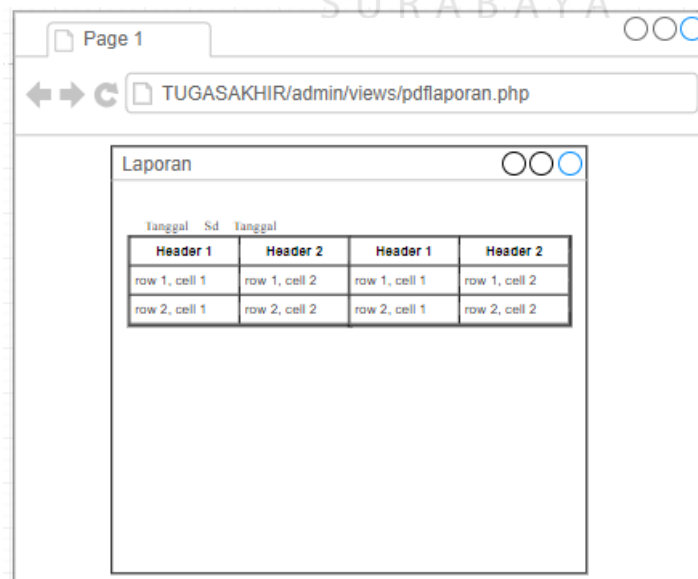 SURABAYA
Page 1
TUGASAKHIR/admin/views/pdflaporan.php
Laporan
Tanggal Sd Tanggal
Header 1 Header 2 Header 1 Header 2
row 1, cell 1 row 1, cell 2 row 1, cell 1 row 1, cell 2
row 2, cell 1 row 2, cell 2 row 2, cell 1 row 2, cell 2